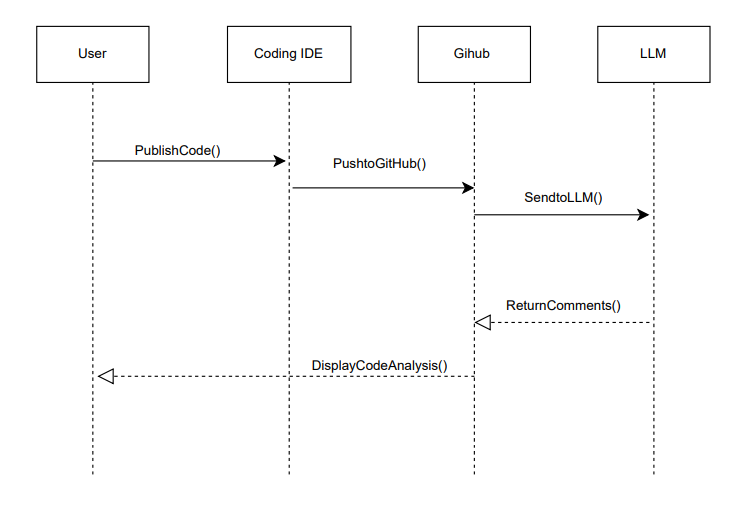 User
Coding IDE
Gihub
LLM
PublishCode()
PushtoGitHub()
SendtoLLM()
ReturnComments()
DisplayCodeAnalysis()